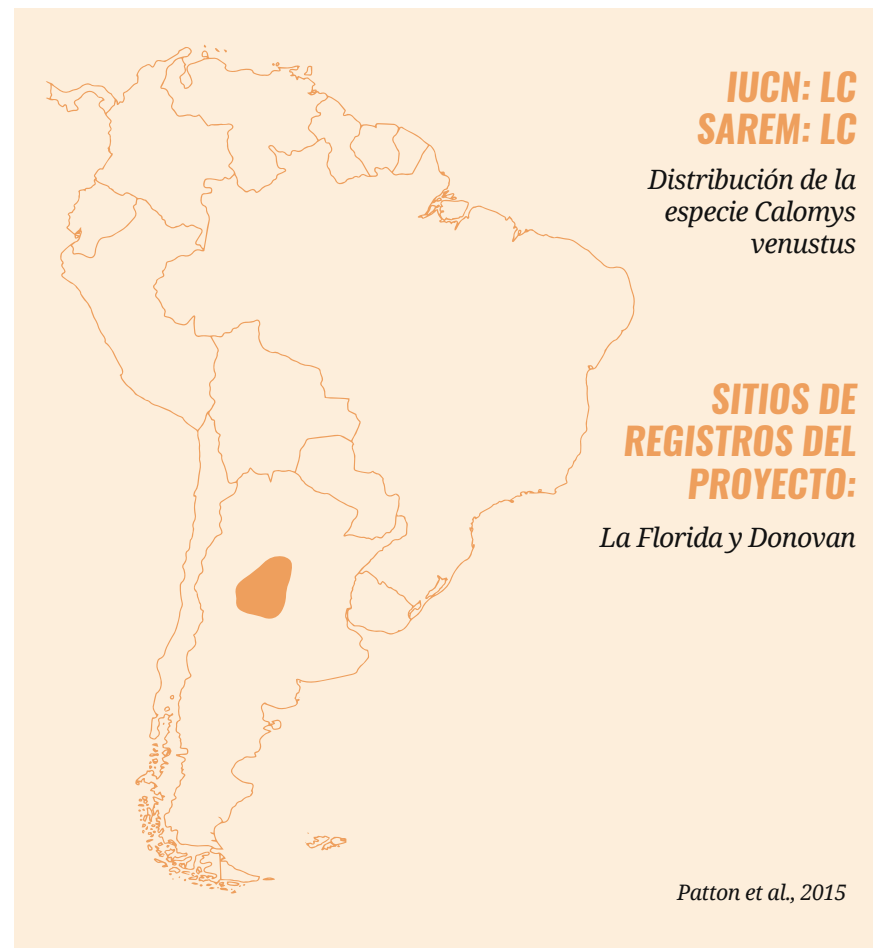 IUCN: LC
SAREM: LC
Distribución de la
especie Calomys
venustus
SITIOS DE
REGISTROS DEL
PROYECTO:
La Florida y Donovan
Patton et al., 2015